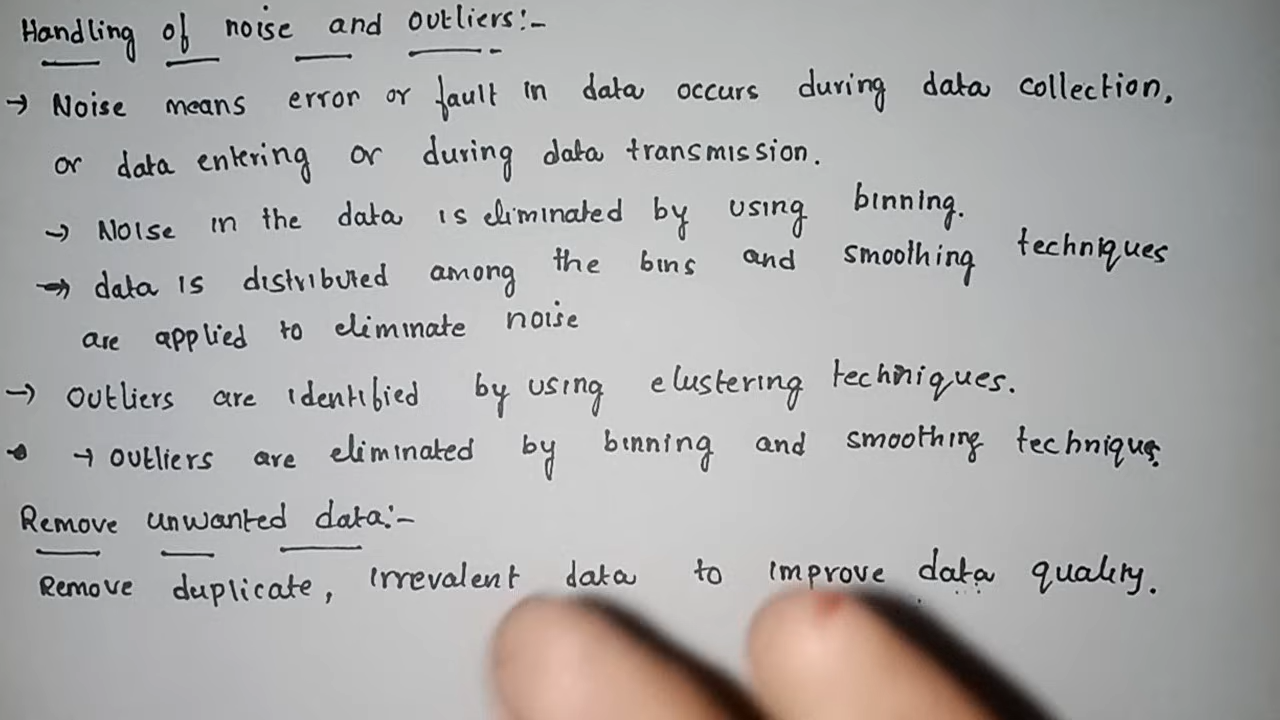 Handling of noise and outliers:-
→ Noise means error or fault in data occurs during data collection,
or data entering or during data transmission.
→ Noise in the data is eliminated by using binning.
→ data is distributed among the bins and smoothing techniques
are applied to eliminate noise
→ outliers are identified by using clustering techniques.
→ outliers are eliminated by binning and smoothing technique.
Remove unwanted data:-
Remove duplicate, irrevalent data to improve data quality.